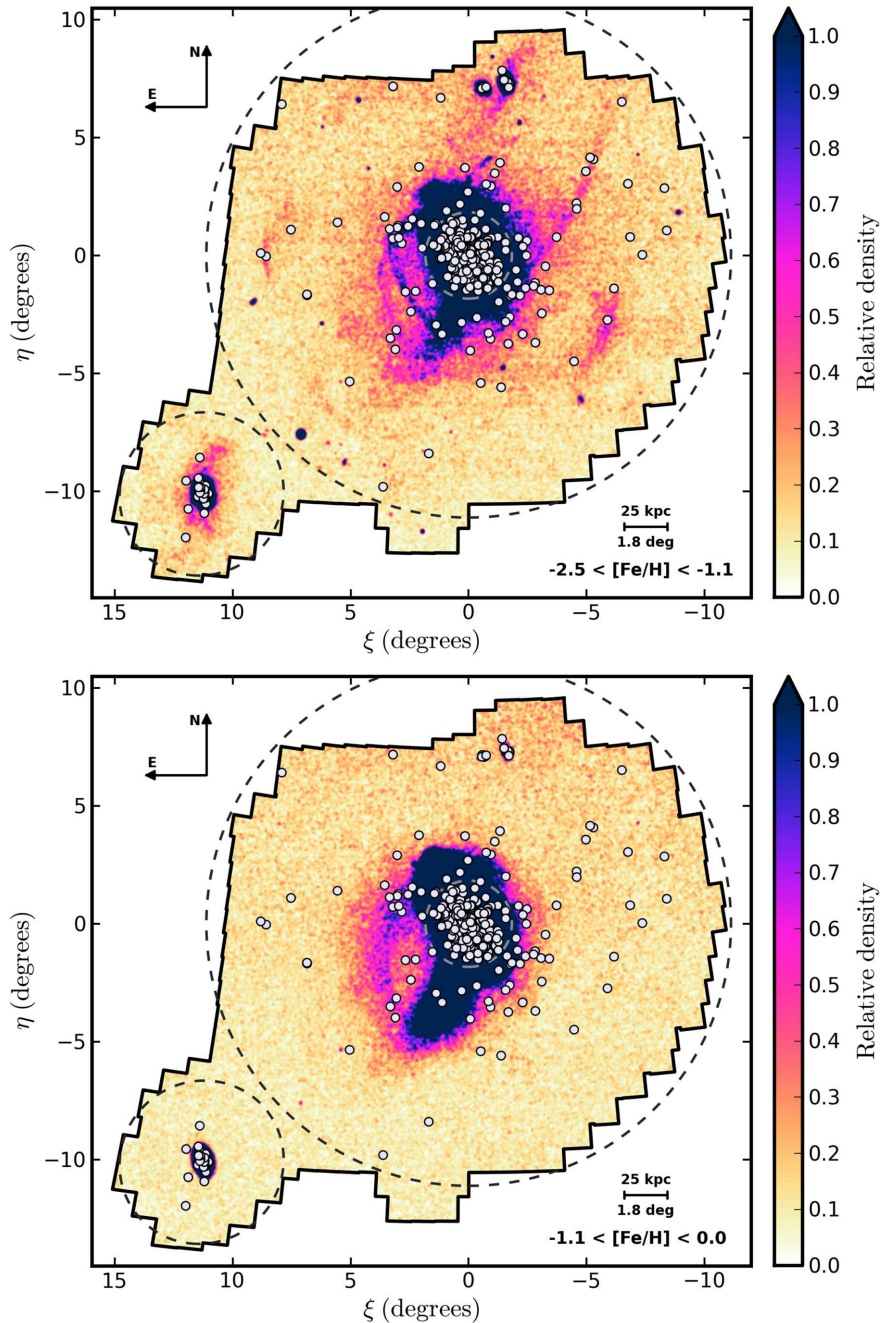 10
5
0
−5
−10
η (degrees)
N
E
25 kpc
1.8 deg
-2.5 < [Fe/H] < -1.1
15 10 5 0 −5 −10
ξ (degrees)
1.0
0.9
0.8
0.7
0.6
0.5
0.4
0.3
0.2
0.1
0.0
Relative density
10
5
0
−5
−10
η (degrees)
N
E
25 kpc
1.8 deg
-1.1 < [Fe/H] < 0.0
15 10 5 0 −5 −10
ξ (degrees)
1.0
0.9
0.8
0.7
0.6
0.5
0.4
0.3
0.2
0.1
0.0
Relative density